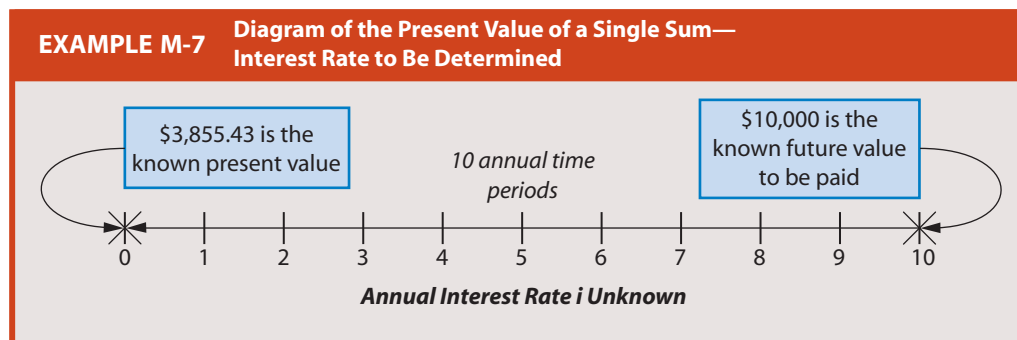 EXAMPLE M-7
Diagram of the Present Value of a Single Sum—
Interest Rate to Be Determined
$3,855.43 is the
known present value
10 annual time
periods
$10,000 is the
known future value
to be paid
0 1 2 3 4 5 6 7 8 9 10
Annual Interest Rate i Unknown